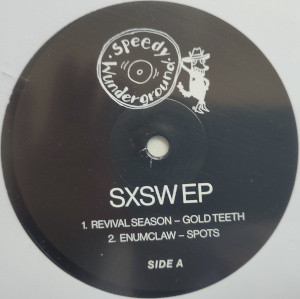 Speedy
Wunderground.
SXSW EP
1. REVIVAL SEASON – GOLD TEETH
2. ENUMCLAW – SPOTS
SIDE A